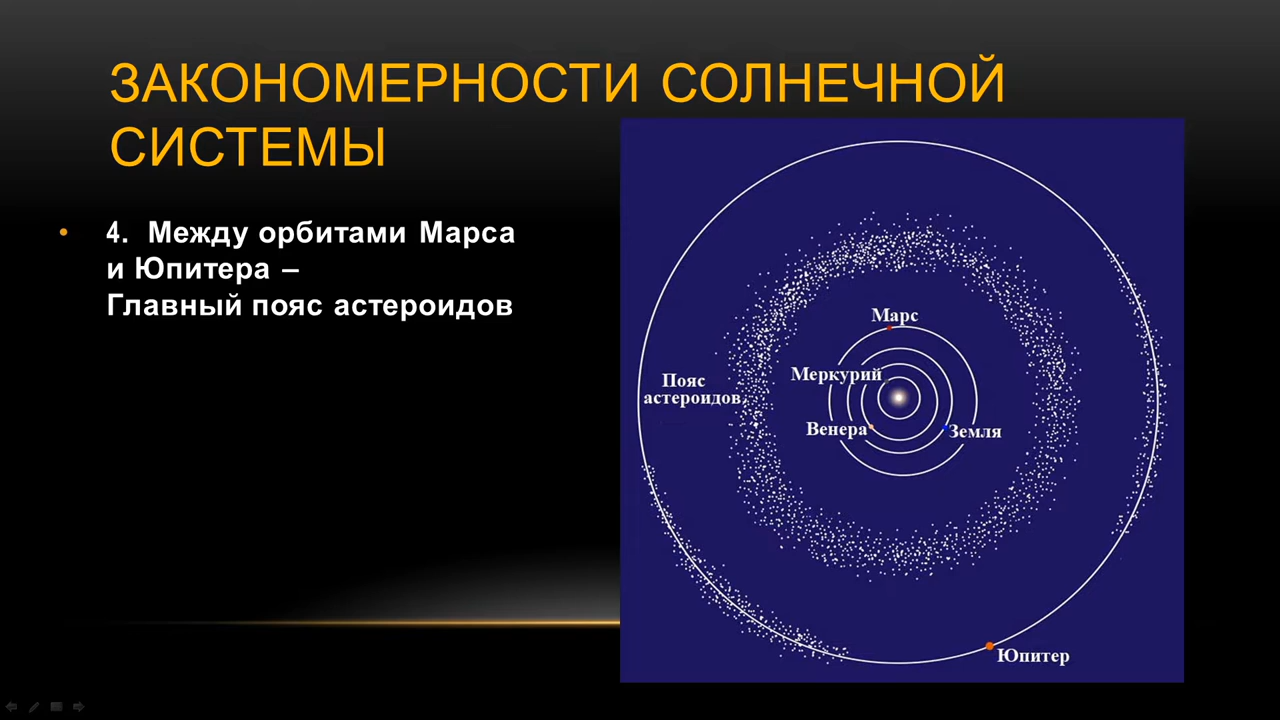 ЗАКОНОМЕРНОСТИ СОЛНЕЧНОЙ
СИСТЕМЫ
• 4. Между орбитами Марса
и Юпитера –
Главный пояс астероидов
Марс
Меркурий
Пояс
астероидов
Венера
Земля
Юпитер